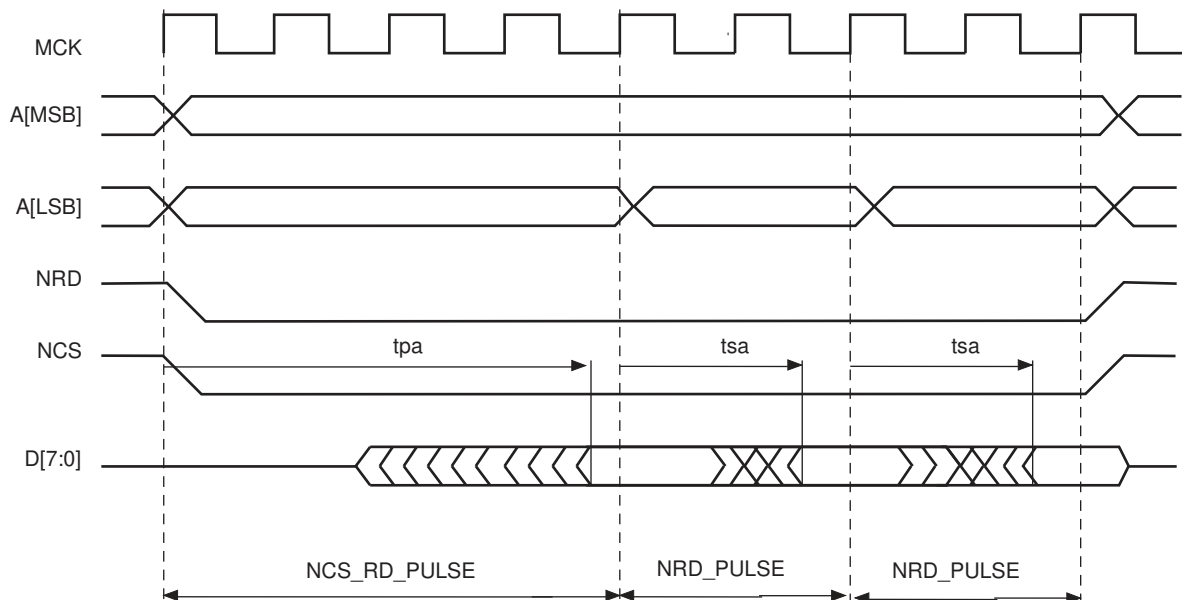 MCK
A[MSB]
A[LSB]
NRD
NCS
tpa
tsa
tsa
D[7:0]
NCS_RD_PULSE
NRD_PULSE
NRD_PULSE